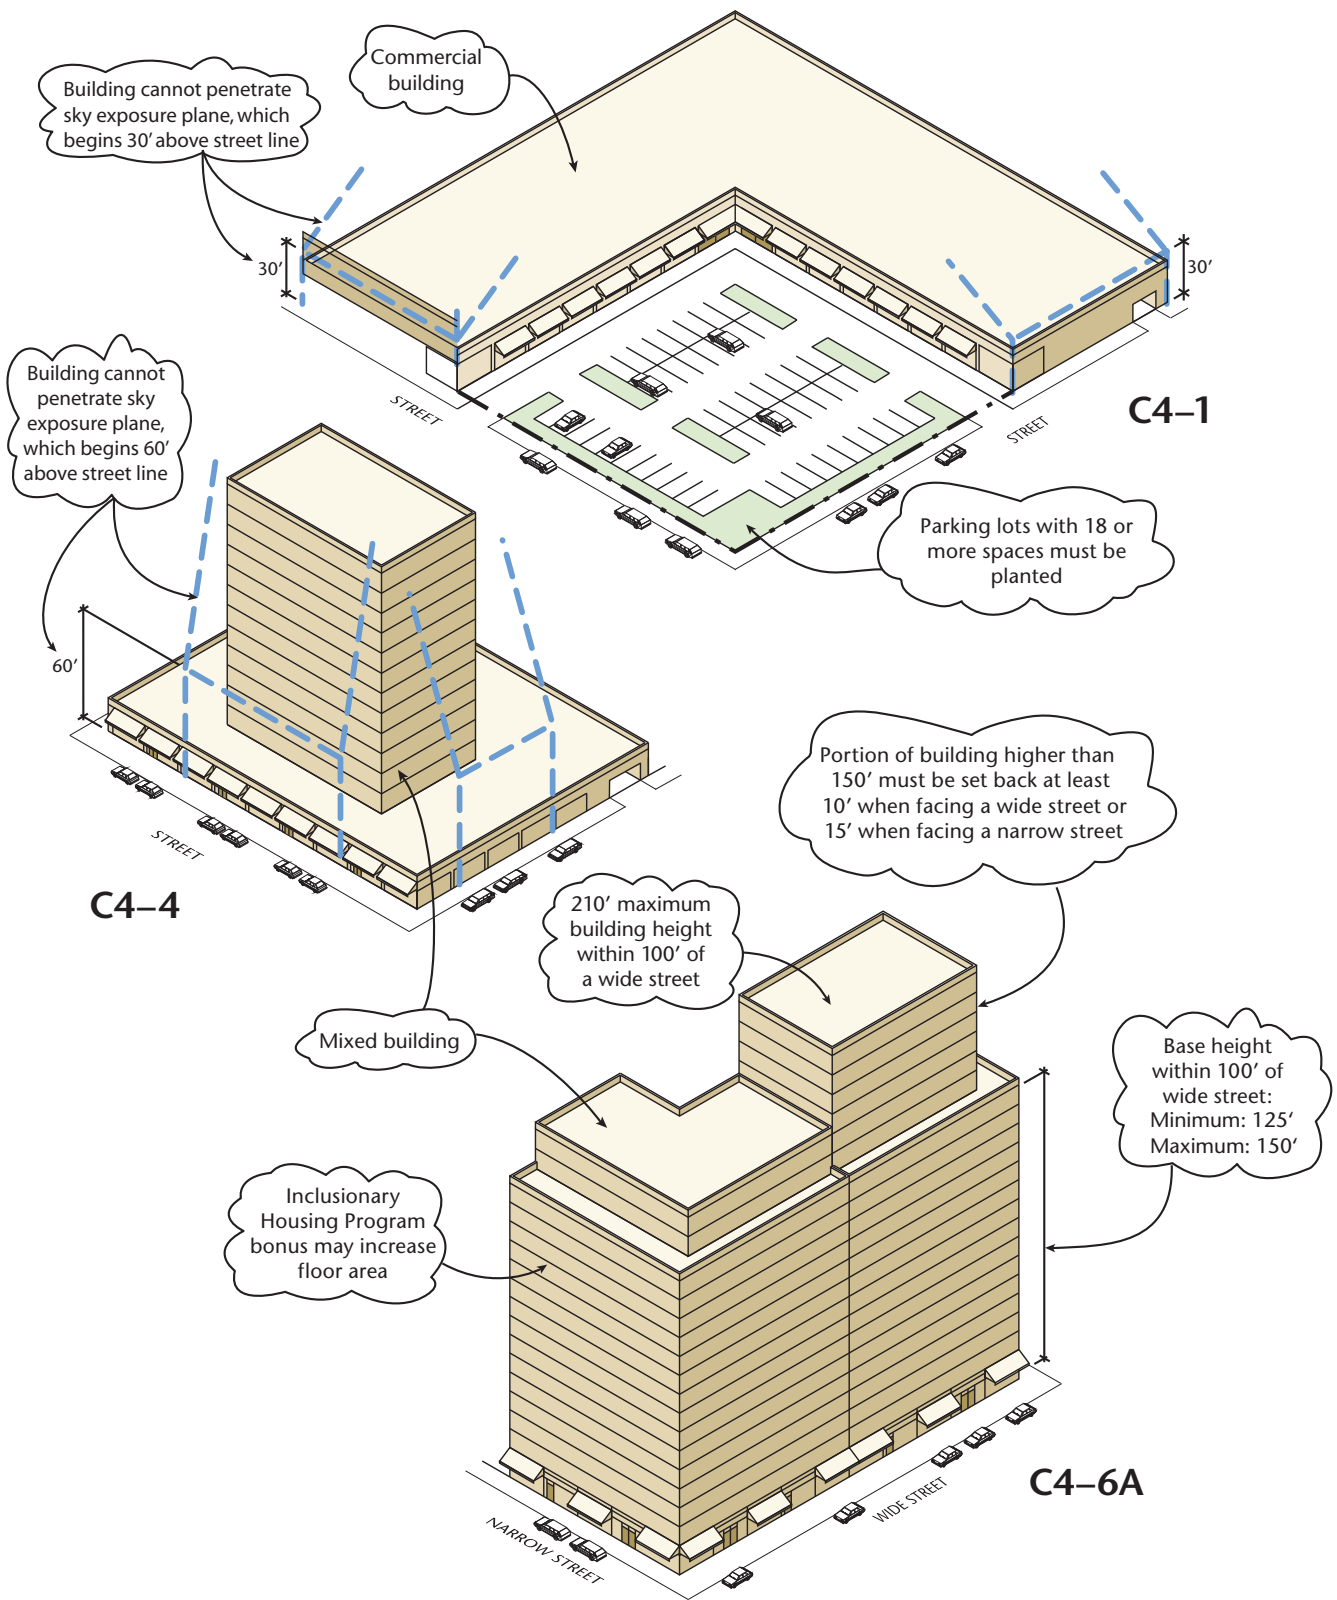 Commercial
building
Building cannot penetrate
sky exposure plane, which
begins 30′ above street line
30′
30′
STREET
STREET
C4–1
Parking lots with 18 or
more spaces must be
planted
Building cannot
penetrate sky
exposure plane,
which begins 60′
above street line
60′
STREET
C4–4
Mixed building
Portion of building higher than
150′ must be set back at least
10′ when facing a wide street or
15′ when facing a narrow street
210′ maximum
building height
within 100′ of
a wide street
Base height
within 100′ of
wide street:
Minimum: 125‘
Maximum: 150‘
Inclusionary
Housing Program
bonus may increase
floor area
NARROW STREET
WIDE STREET
C4–6A